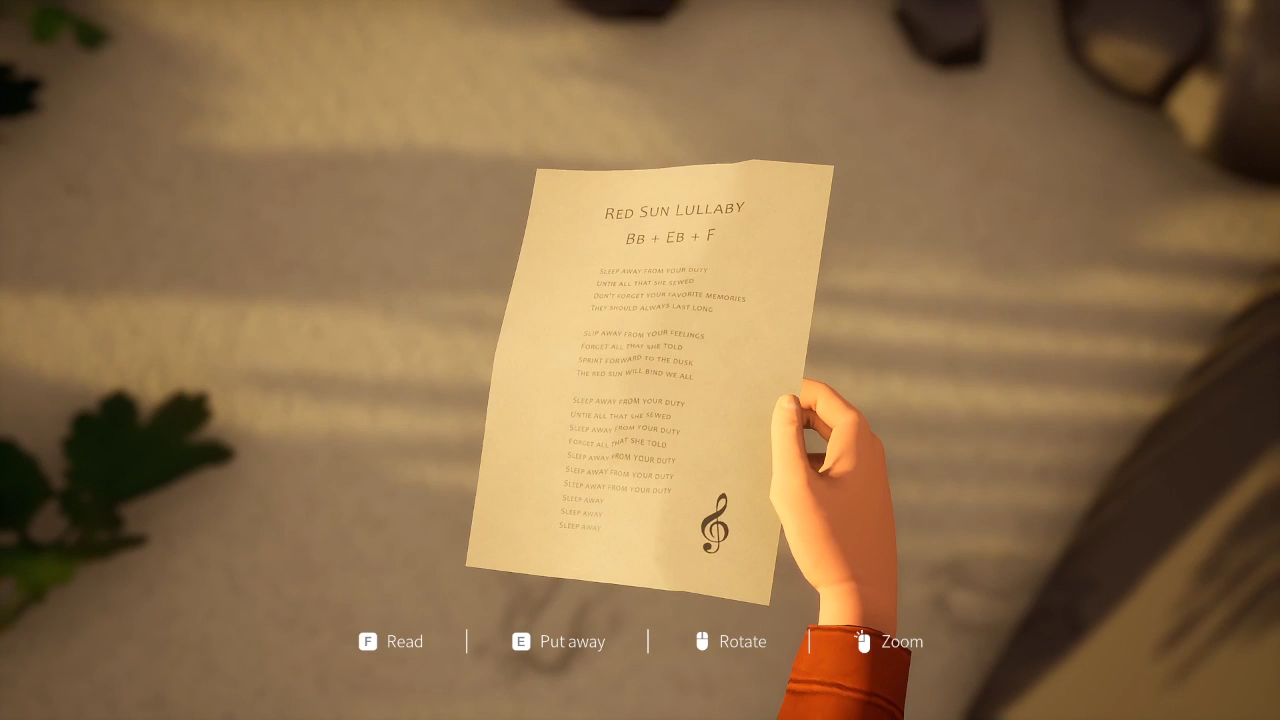 RED SUN LULLABY
BB + EB + F
SLEEP AWAY FROM YOUR DUTY
UNTIE ALL THAT SHE SEWED
DON'T FORGET YOUR FAVORITE MEMORIES
THEY SHOULD ALWAYS LAST LONG
SLIP AWAY FROM YOUR FEELINGS
FORGET ALL THAT SHE TOLD
SPRINT FORWARD TO THE DUSK
THE RED SUN WILL BIND WE ALL
SLEEP AWAY FROM YOUR DUTY
UNTIE ALL THAT SHE SEWED
SLEEP AWAY FROM YOUR DUTY
FORGET ALL THAT SHE TOLD
SLEEP AWAY FROM YOUR DUTY
SLEEP AWAY FROM YOUR DUTY
SLEEP AWAY FROM YOUR DUTY
SLEEP AWAY
SLEEP AWAY
SLEEP AWAY
F Read
E Put away
Rotate
Zoom